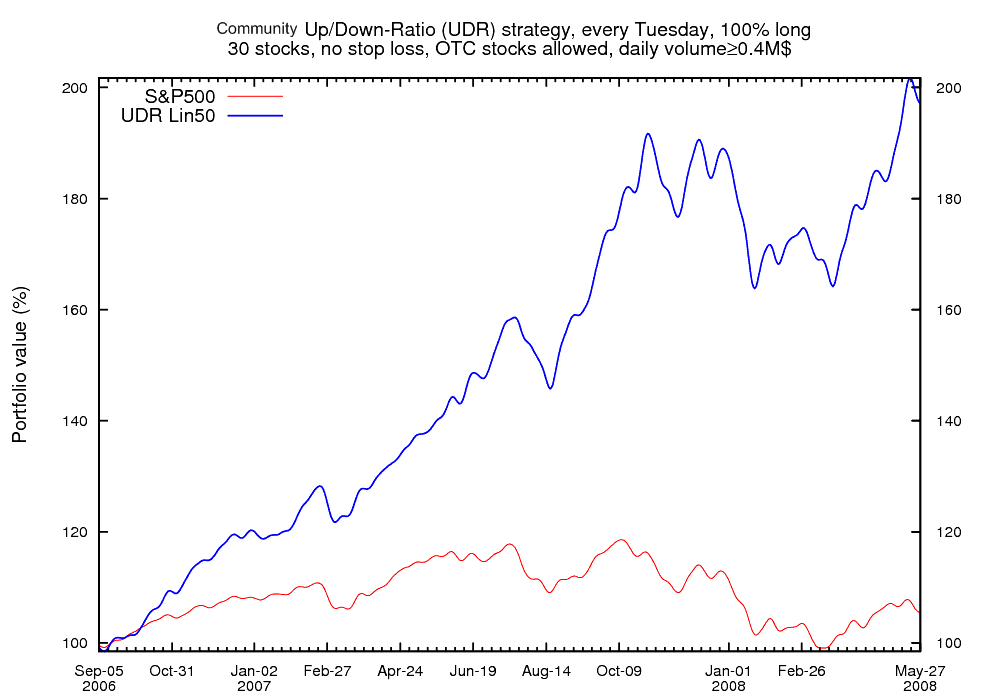 Community Up/Down-Ratio (UDR) strategy, every Tuesday, 100% long
30 stocks, no stop loss, OTC stocks allowed, daily volume≥0.4M$
S&P500
UDR Lin50
Portfolio value (%)
200 200
180 180
160 160
140 140
120 120
100 100
Sep-05 Oct-31 Jan-02 Feb-27 Apr-24 Jun-19 Aug-14 Oct-09 Jan-01 Feb-26 May-27
2006 2007 2008 2008